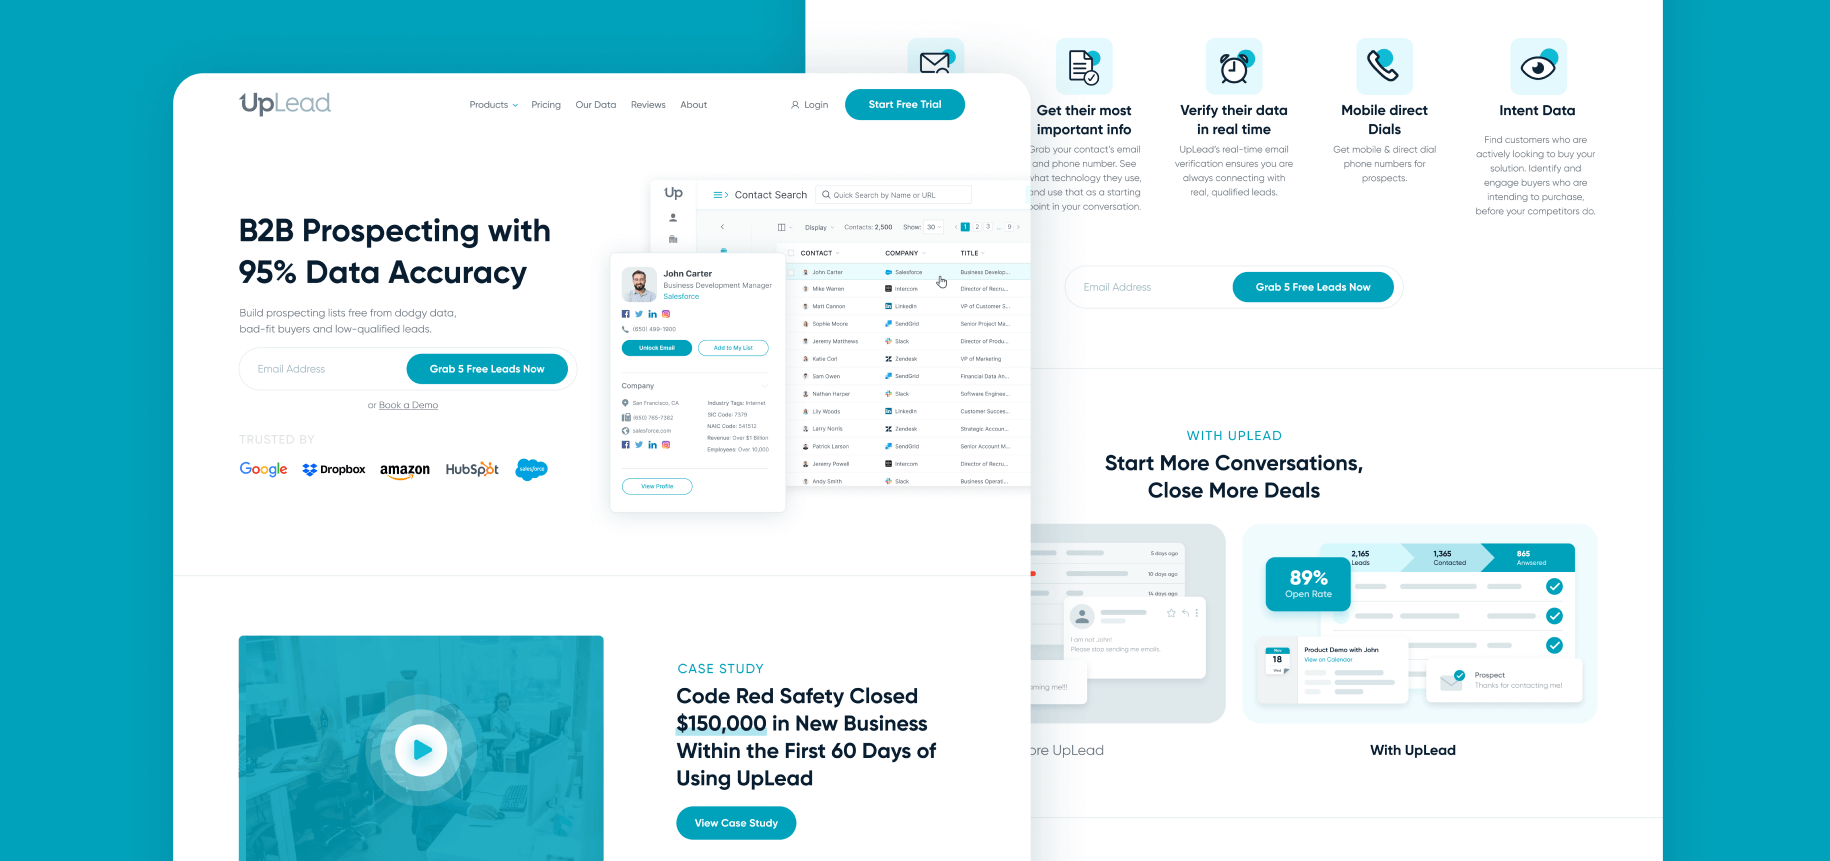 UpLead
Products
Pricing
Our Data
Reviews
About
Login
Start Free Trial
B2B Prospecting with
95% Data Accuracy
Build prospecting lists free from dodgy data,
bad-fit buyers and low-qualified leads.
Email Address
Grab 5 Free Leads Now
or Book a Demo
TRUSTED BY
Google
Dropbox
amazon
HubSpot
salesforce
Up
Contact Search
Quick Search by Name or URL
Display
Contacts: 2,500
Show: 30
1 2 3 ... 9
CONTACT COMPANY TITLE
John Carter Salesforce Business Develop...
Mike Warren Intercom Director of Recru...
Matt Cannon LinkedIn VP of Customer S...
Sophie Moore SendGrid Senior Project Ma...
Jeremy Matthews Slack Director of Produ...
Katie Corl Zendesk VP of Marketing
Sam Owen SendGrid Financial Data An...
Nathan Harper Slack Software Enginee...
Lily Woods LinkedIn Customer Succes...
Larry Norris Zendesk Strategic Accoun...
Patrick Larson SendGrid Senior Account M...
Jeremy Powell Intercom Director of Recru...
Andy Smith Slack Business Operati...
John Carter
Business Development Manager
Salesforce
(650) 499-1900
Unlock Email
Add to My List
Company
San Francisco, CA
(650) 765-7382
salesforce.com
Industry Tags: Internet
SIC Code: 7379
NAIC Code: 541512
Revenue: Over $1 Billion
Employees: Over 10,000
View Profile
CASE STUDY
Code Red Safety Closed
$150,000 in New Business
Within the First 60 Days of
Using UpLead
View Case Study
Get their most
important info
Grab your contact's email
and phone number. See
what technology they use,
and use that as a starting
point in your conversation.
Verify their data
in real time
UpLead's real-time email
verification ensures you are
always connecting with
real, qualified leads.
Mobile direct
Dials
Get mobile & direct dial
phone numbers for
prospects.
Intent Data
Find customers who are
actively looking to buy your
solution. Identify and
engage buyers who are
intending to purchase,
before your competitors do.
Email Address
Grab 5 Free Leads Now
WITH UPLEAD
Start More Conversations,
Close More Deals
5 days ago
10 days ago
14 days ago
I am not John!
Please stop sending me emails.
oming me!!!
ore UpLead
2,165
Leads
1,365
Contacted
865
Anwsered
89%
Open Rate
Nov
18
Wed
Product Demo with John
View on Calendar
Prospect
Thanks for contacting me!
With UpLead